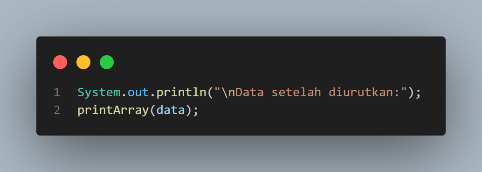 1 System.out.println("\nData setelah diurutkan:");
2 printArray(data);